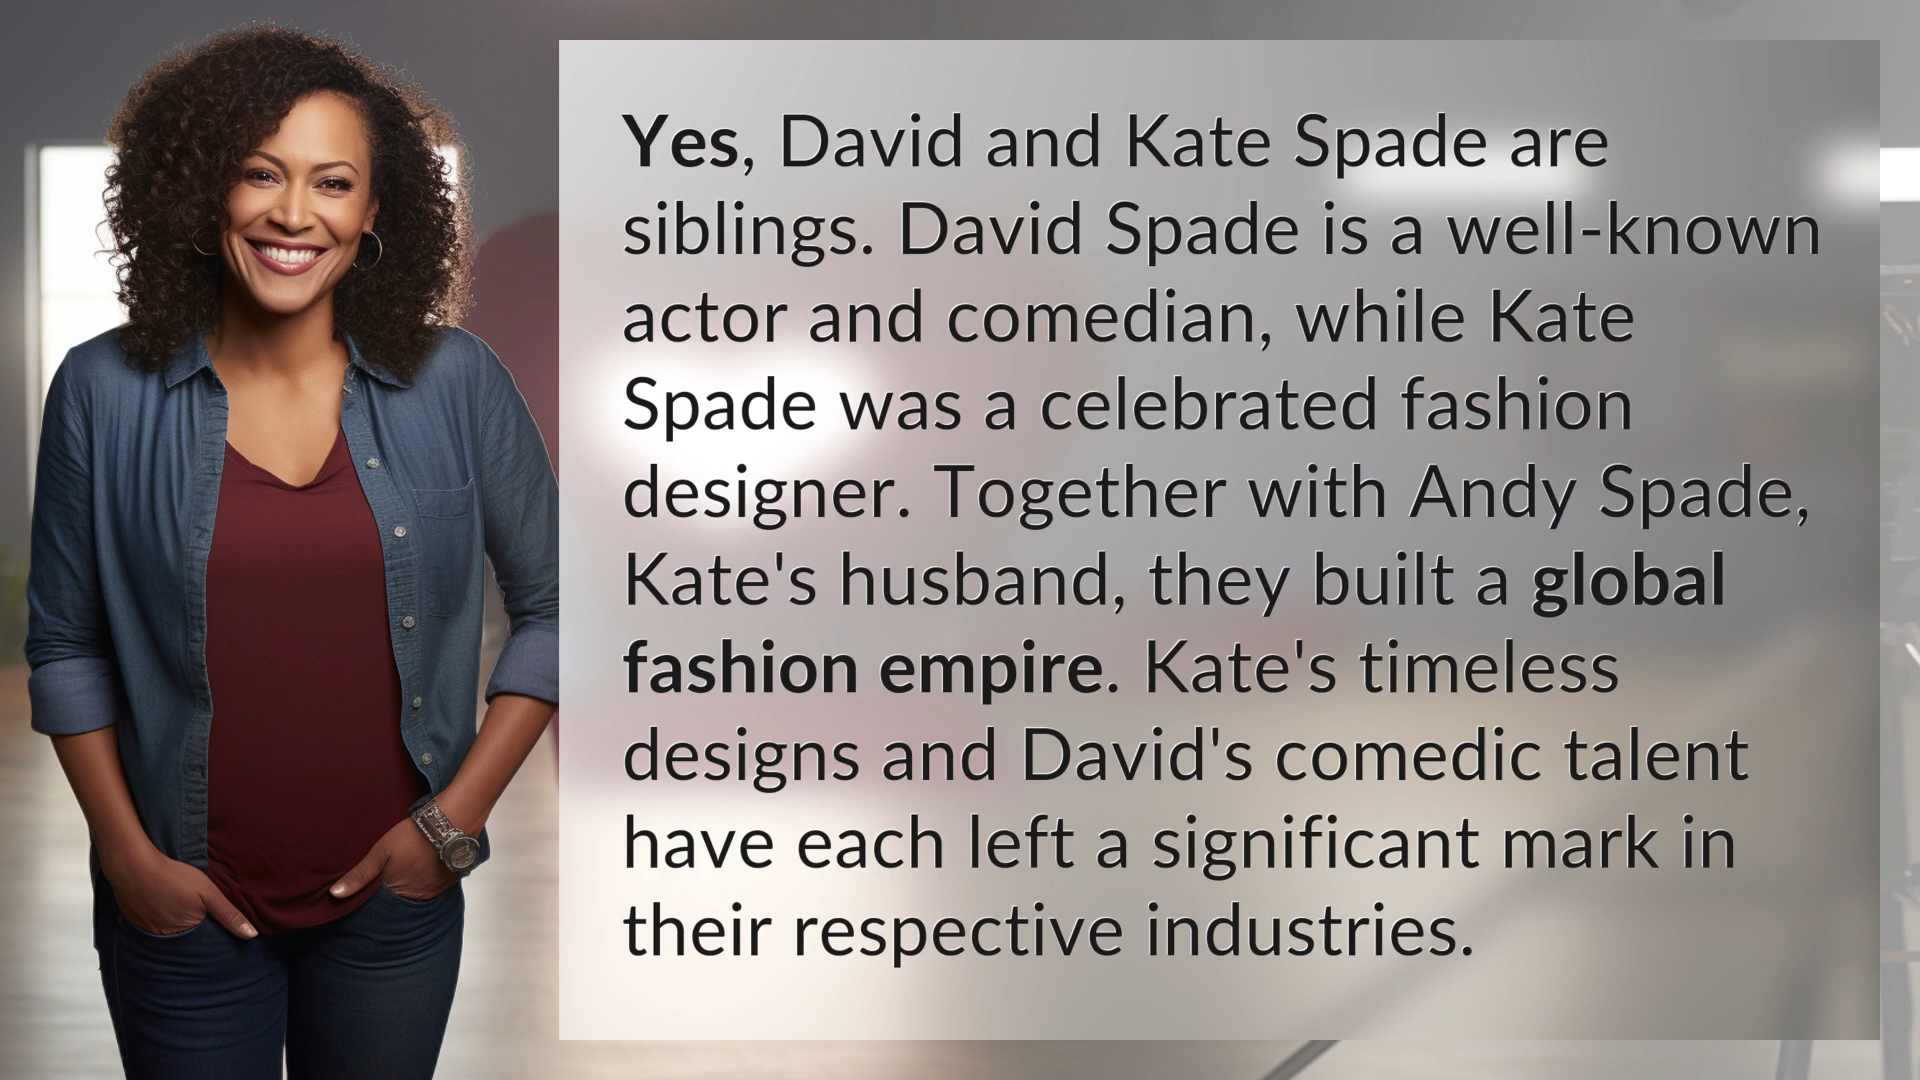 Yes, David and Kate Spade are
siblings. David Spade is a well-known
actor and comedian, while Kate
Spade was a celebrated fashion
designer. Together with Andy Spade,
Kate's husband, they built a global
fashion empire. Kate's timeless
designs and David's comedic talent
have each left a significant mark in
their respective industries.